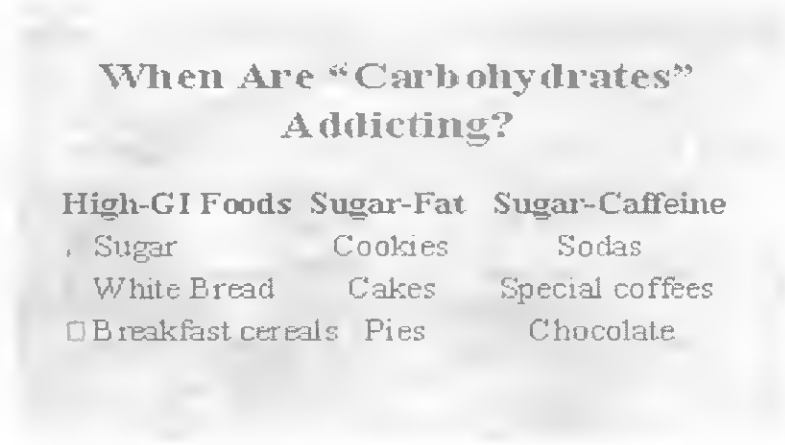 When Are “Carbohydrates”
Addicting?
High-GI Foods Sugar-Fat Sugar-Caffeine
Sugar Cookies Sodas
White Bread Cakes Special coffees
Breakfast cereals Pies Chocolate